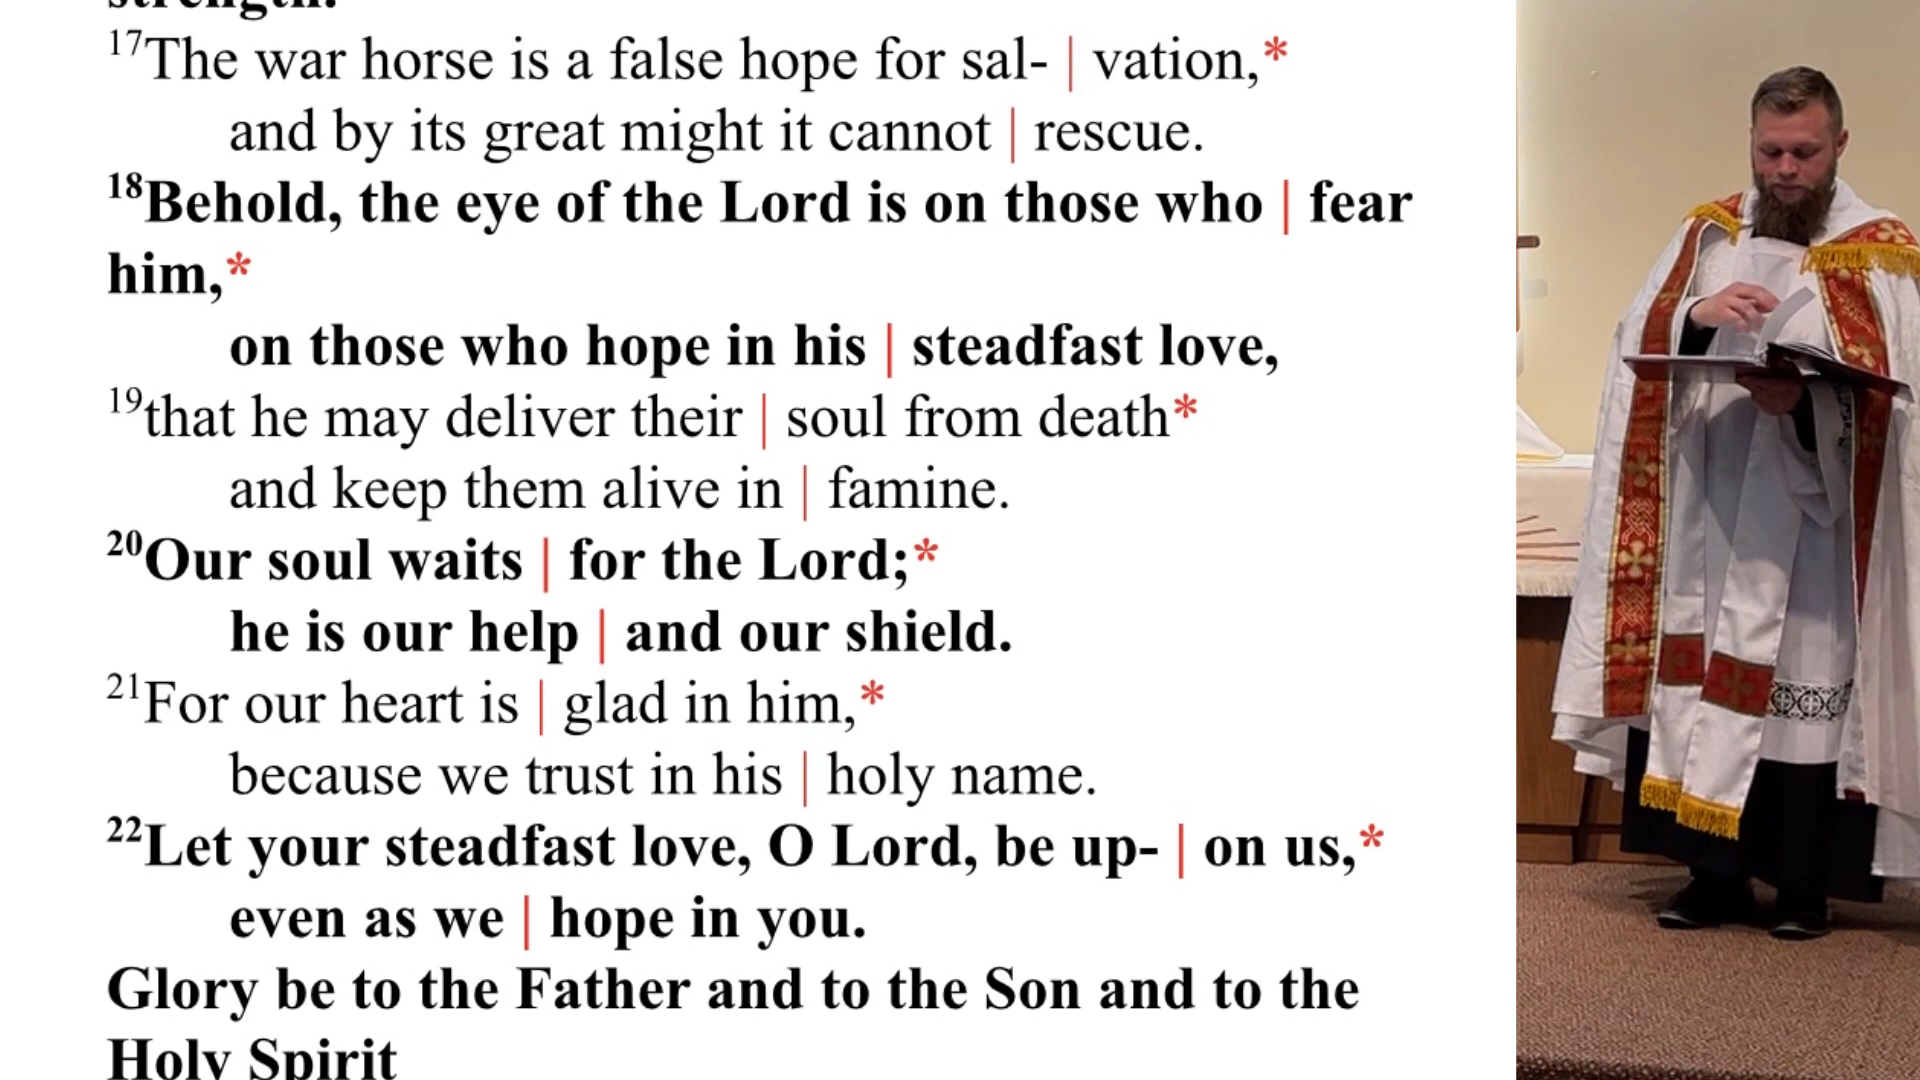 strength.
17The war horse is a false hope for sal- | vation,*
and by its great might it cannot | rescue.
18Behold, the eye of the Lord is on those who | fear
him,*
on those who hope in his | steadfast love,
19that he may deliver their | soul from death*
and keep them alive in | famine.
20Our soul waits | for the Lord;*
he is our help | and our shield.
21For our heart is | glad in him,*
because we trust in his | holy name.
22Let your steadfast love, O Lord, be up- | on us,*
even as we | hope in you.
Glory be to the Father and to the Son and to the
Holy Spirit